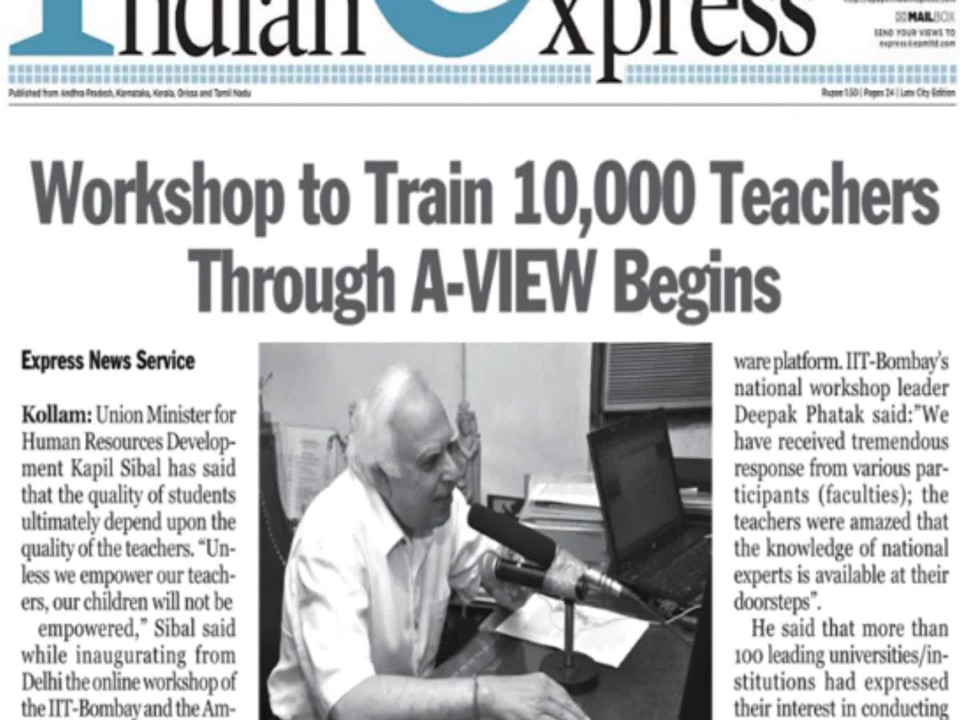 Indian Express
MAILBOX
SEND YOUR VIEWS TO
express@epmltd.com
Published from Andhra Pradesh, Karnataka, Kerala, Orissa and Tamil Nadu
Rupee 1.50 | Pages 24 | Late City Edition
Workshop to Train 10,000 Teachers
Through A-VIEW Begins
Express News Service
Kollam: Union Minister for
Human Resources Develop-
ment Kapil Sibal has said
that the quality of students
ultimately depend upon the
quality of the teachers. “Un-
less we empower our teach-
ers, our children will not be
empowered,” Sibal said
while inaugurating from
Delhi the online workshop of
the IIT-Bombay and the Am-
ware platform. IIT-Bombay's
national workshop leader
Deepak Phatak said:”We
have received tremendous
response from various par-
ticipants (faculties); the
teachers were amazed that
the knowledge of national
experts is available at their
doorsteps”.
He said that more than
100 leading universities/in-
stitutions had expressed
their interest in conducting